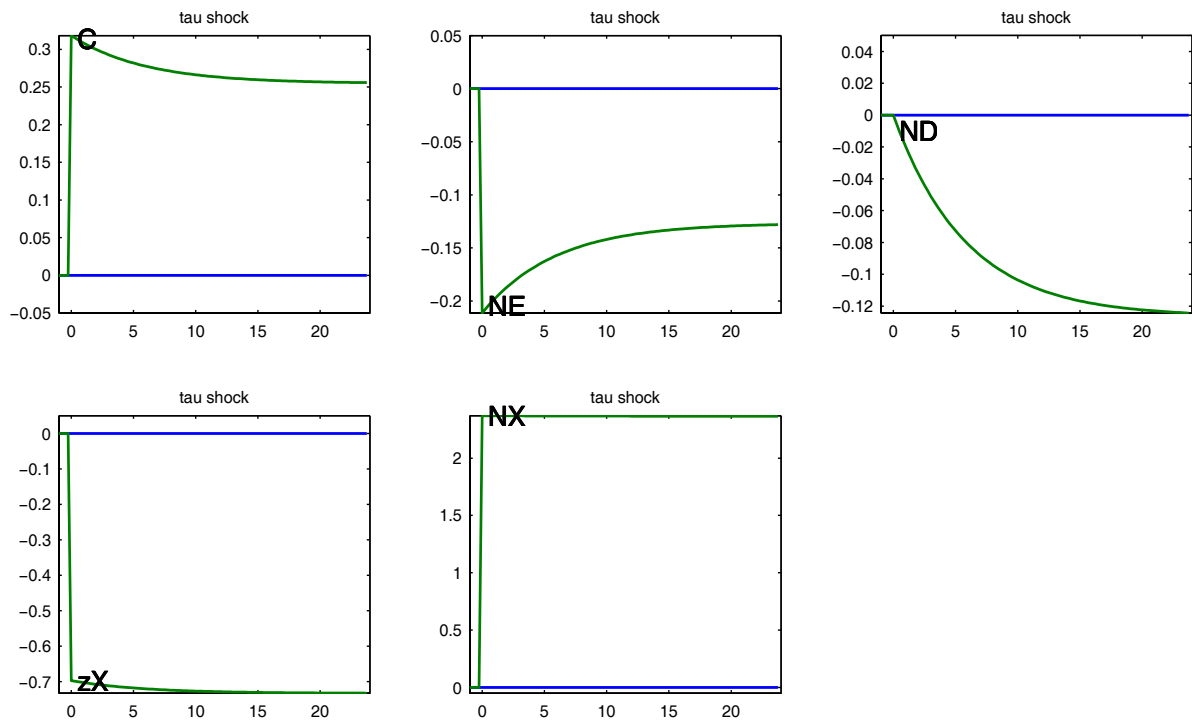 tau shock
0.3
0.25
0.2
0.15
0.1
0.05
0
−0.05
0 5 10 15 20
C
tau shock
0.05
0
−0.05
−0.1
−0.15
−0.2
0 5 10 15 20
NE
tau shock
0.04
0.02
0
−0.02
−0.04
−0.06
−0.08
−0.1
−0.12
0 5 10 15 20
ND
tau shock
0
−0.1
−0.2
−0.3
−0.4
−0.5
−0.6
−0.7
0 5 10 15 20
zX
tau shock
2
1.5
1
0.5
0
0 5 10 15 20
NX